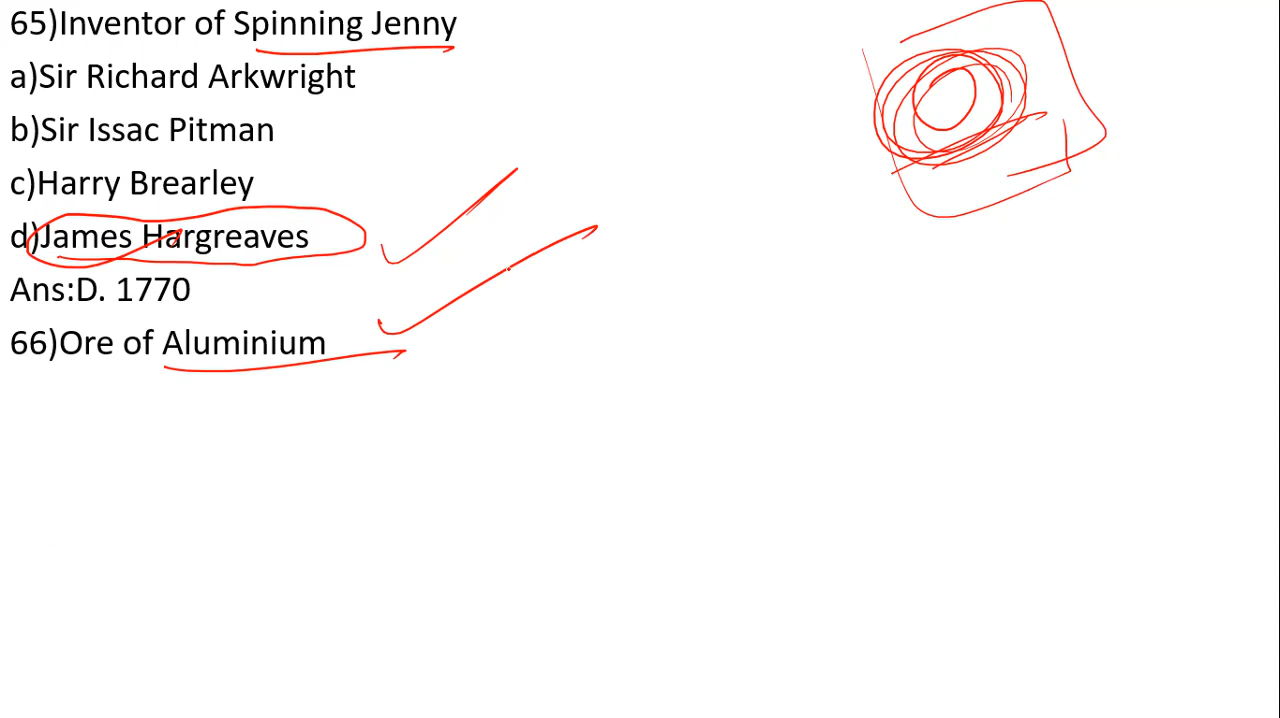 65)Inventor of Spinning Jenny
a)Sir Richard Arkwright
b)Sir Issac Pitman
c)Harry Brearley
d)James Hargreaves
Ans:D. 1770
66)Ore of Aluminium